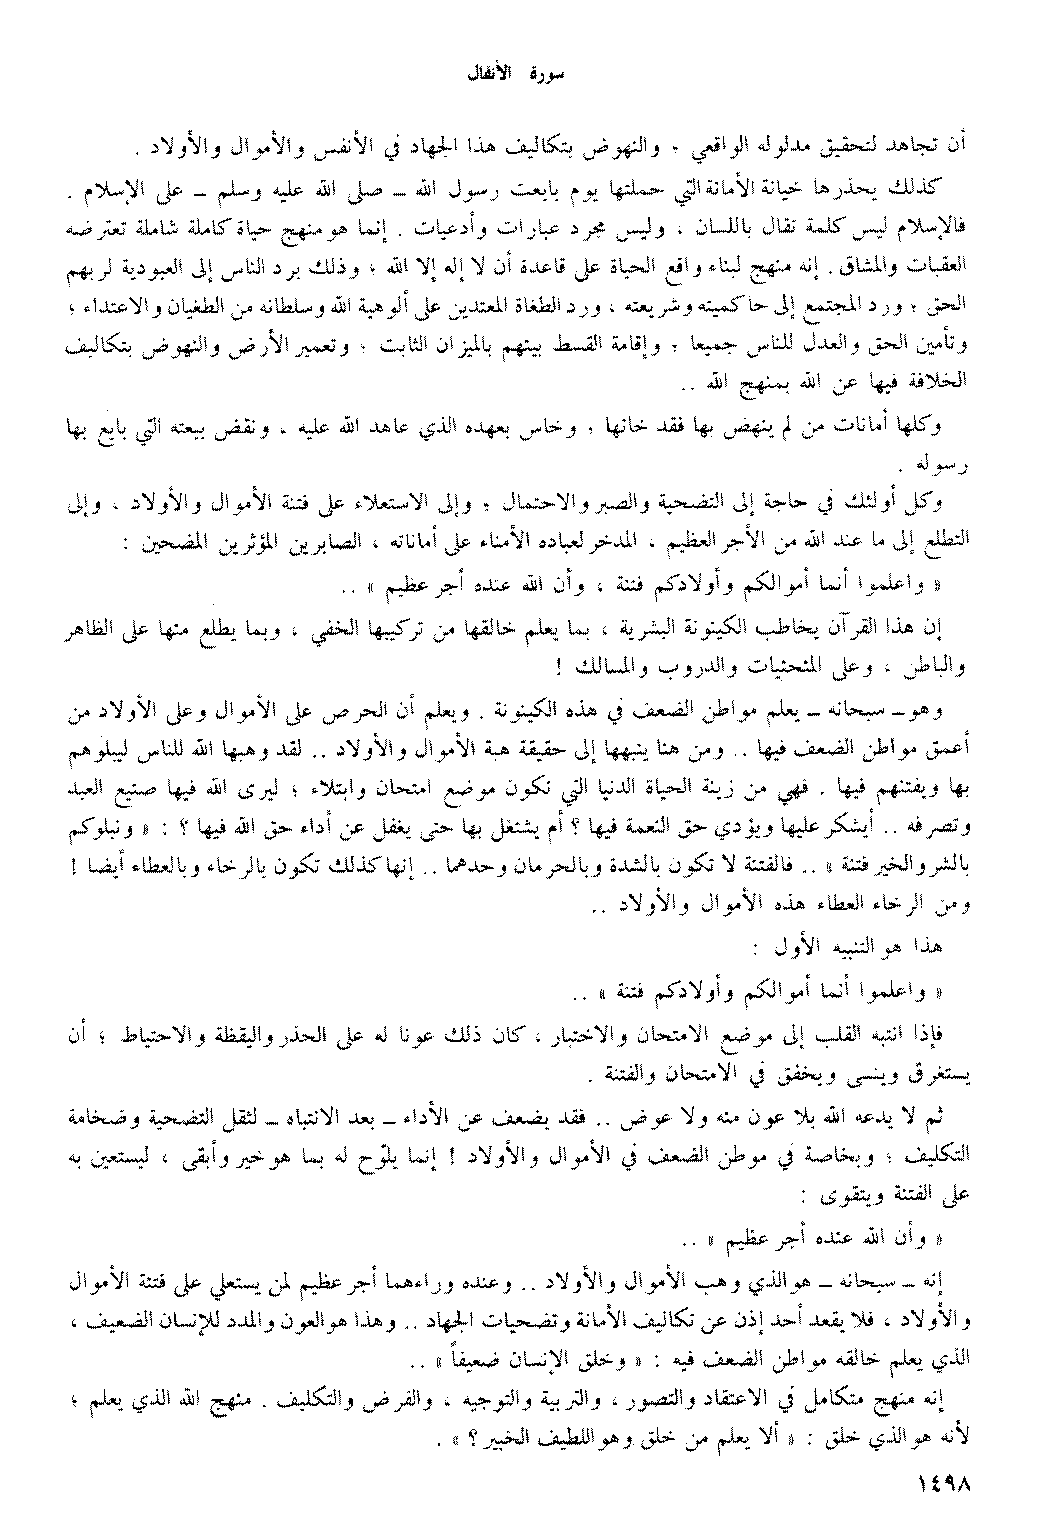 سورة الأنفال
أن تجاهد لتحقيق مدلوله الواقعي ؛ والنهوض بتكاليف هذا الجهاد في الأنفس والأموال والأولاد .
كذلك يحذرها خيانة الأمانة التي حملتها يوم بايعت رسول الله ــ صلى الله عليه وسلم ــ على الإسلام .
فالإسلام ليس كلمة تقال باللسان ، وليس مجرد عبارات وأدعيات . إنما هو منهج حياة كاملة شاملة تعترضه
العقبات والمشاق . إنه منهج لبناء واقع الحياة على قاعدة أن لا إله إلا الله ؛ وذلك برد الناس إلى العبودية لربهم
الحق ؛ ورد المجتمع إلى حاكميته وشريعته ، ورد الطغاة المعتدين على ألوهية الله وسلطانه من الطغيان والاعتداء ؛
وتأمين الحق والعدل للناس جميعا ؛ وإقامة القسط بينهم بالميزان الثابت ؛ وتعمير الأرض والنهوض بتكاليف
الخلافة فيها عن الله بمنهج الله ..
وكلها أمانات من لم ينهض بها فقد خانها ؛ وخاس بعهده الذي عاهد الله عليه ، ونقض بيعته التي بايع بها
رسوله .
وكل أولئك في حاجة إلى التضحية والصبر والاحتمال ؛ وإلى الاستعلاء على فتنة الأموال والأولاد ، وإلى
التطلع إلى ما عند الله من الأجر العظيم ، المدخر لعباده الأمناء على أماناته ، الصابرين المؤثرين المضحين :
« واعلموا أنما أموالكم وأولادكم فتنة ، وأن الله عنده أجر عظيم » ..
إن هذا القرآن يخاطب الكينونة البشرية ، بما يعلم خالقها من تركيبها الخفي ، وبما يطلع منها على الظاهر
والباطن ، وعلى المنحنيات والدروب والمسالك !
وهو ــ سبحانه ــ يعلم مواطن الضعف في هذه الكينونة . ويعلم أن الحرص على الأموال وعلى الأولاد من
أعمق مواطن الضعف فيها .. ومن هنا ينبهها إلى حقيقة هبة الأموال والأولاد .. لقد وهبها الله للناس ليبلوهم
بها ويفتنهم فيها . فهي من زينة الحياة الدنيا التي تكون موضع امتحان وابتلاء ؛ ليرى الله فيها صنيع العبد
وتصرفه .. أيشكر عليها ويؤدي حق النعمة فيها ؟ أم يشتغل بها حتى يغفل عن أداء حق الله فيها ؟ : « ونبلوكم
بالشر والخير فتنة » .. فالفتنة لا تكون بالشدة وبالحرمان وحدهما .. إنها كذلك تكون بالرخاء وبالعطاء أيضا !
ومن الرخاء العطاء هذه الأموال والأولاد ..
هذا هو التنبيه الأول :
« واعلموا أنما أموالكم وأولادكم فتنة » ..
فإذا انتبه القلب إلى موضع الامتحان والاختبار ، كان ذلك عونا له على الحذر واليقظة والاحتياط ؛ أن
يستغرق وينسى ويخفق في الامتحان والفتنة .
ثم لا يدعه الله بلا عون منه ولا عوض .. فقد يضعف عن الأداء ــ بعد الانتباه ــ لثقل التضحية وضخامة
التكليف ؛ وبخاصة في موطن الضعف في الأموال والأولاد ! إنما يلوّح له بما هو خير وأبقى ، ليستعين به
على الفتنة ويتقوى :
« وأن الله عنده أجر عظيم » ..
إنه ــ سبحانه ــ هو الذي وهب الأموال والأولاد .. وعنده وراءهما أجر عظيم لمن يستعلي على فتنة الأموال
والأولاد ، فلا يقعد أحد إذن عن تكاليف الأمانة وتضحيات الجهاد .. وهذا هو العون والمدد للإنسان الضعيف ،
الذي يعلم خالقه مواطن الضعف فيه : « وخلق الإنسان ضعيفاً » ..
إنه منهج متكامل في الاعتقاد والتصور ، والتربية والتوجيه ، والفرض والتكليف . منهج الله الذي يعلم ؛
لأنه هو الذي خلق : « ألا يعلم من خلق وهو اللطيف الخبير ؟ » .
١٤٩٨